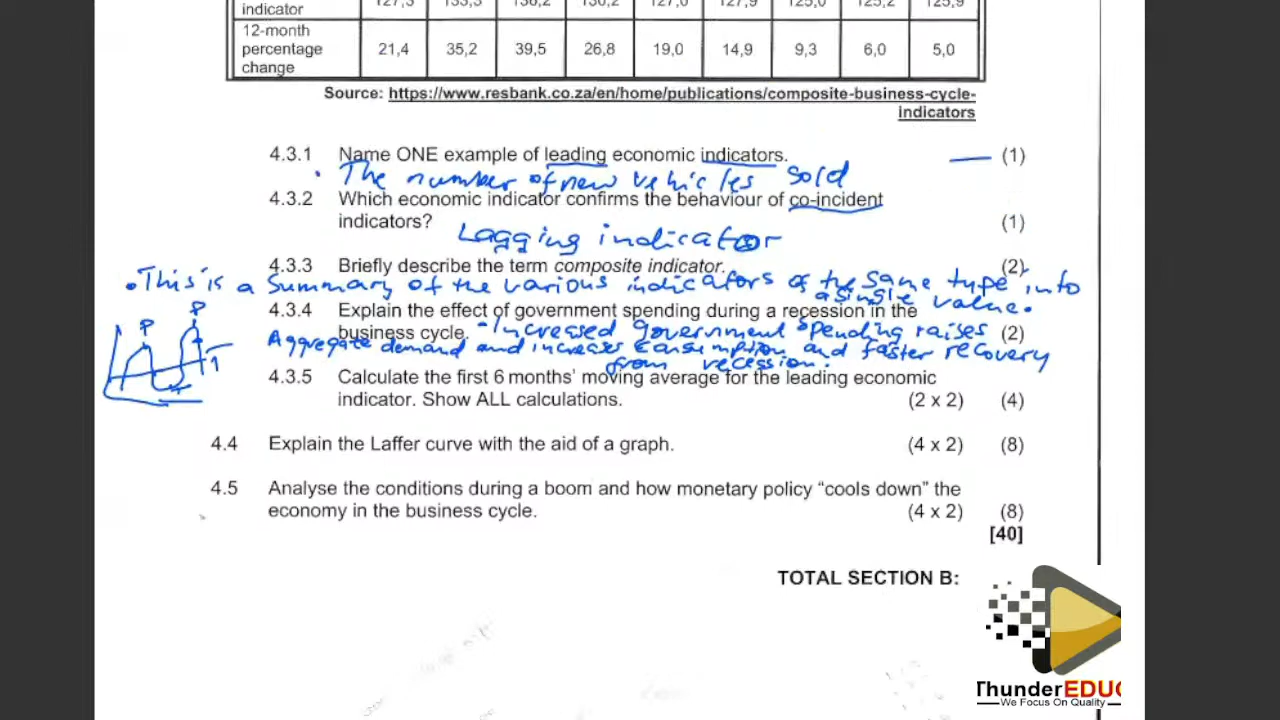 indicator 127,3 133,3 136,2 130,2 127,0 127,9 125,0 125,2 125,9
12-month
percentage 21,4 35,2 39,5 26,8 19,0 14,9 9,3 6,0 5,0
change
Source: https://www.resbank.co.za/en/home/publications/composite-business-cycle-
indicators
4.3.1 Name ONE example of leading economic indicators. (1)
• The number of new vehicles sold
4.3.2 Which economic indicator confirms the behaviour of co-incident
indicators? (1)
Lagging indicator
4.3.3 Briefly describe the term composite indicator. (2)
• This is a summary of the various indicators of the same type into
a single value.
4.3.4 Explain the effect of government spending during a recession in the
business cycle. (2)
• Increased government spending raises
Aggregate demand and increases consumption and faster recovery
from recession.
P P
T
4.3.5 Calculate the first 6 months' moving average for the leading economic
indicator. Show ALL calculations. (2 x 2) (4)
4.4 Explain the Laffer curve with the aid of a graph. (4 x 2) (8)
4.5 Analyse the conditions during a boom and how monetary policy “cools down” the
economy in the business cycle. (4 x 2) (8)
[40]
TOTAL SECTION B:
ThunderEDUC
We Focus On Quality